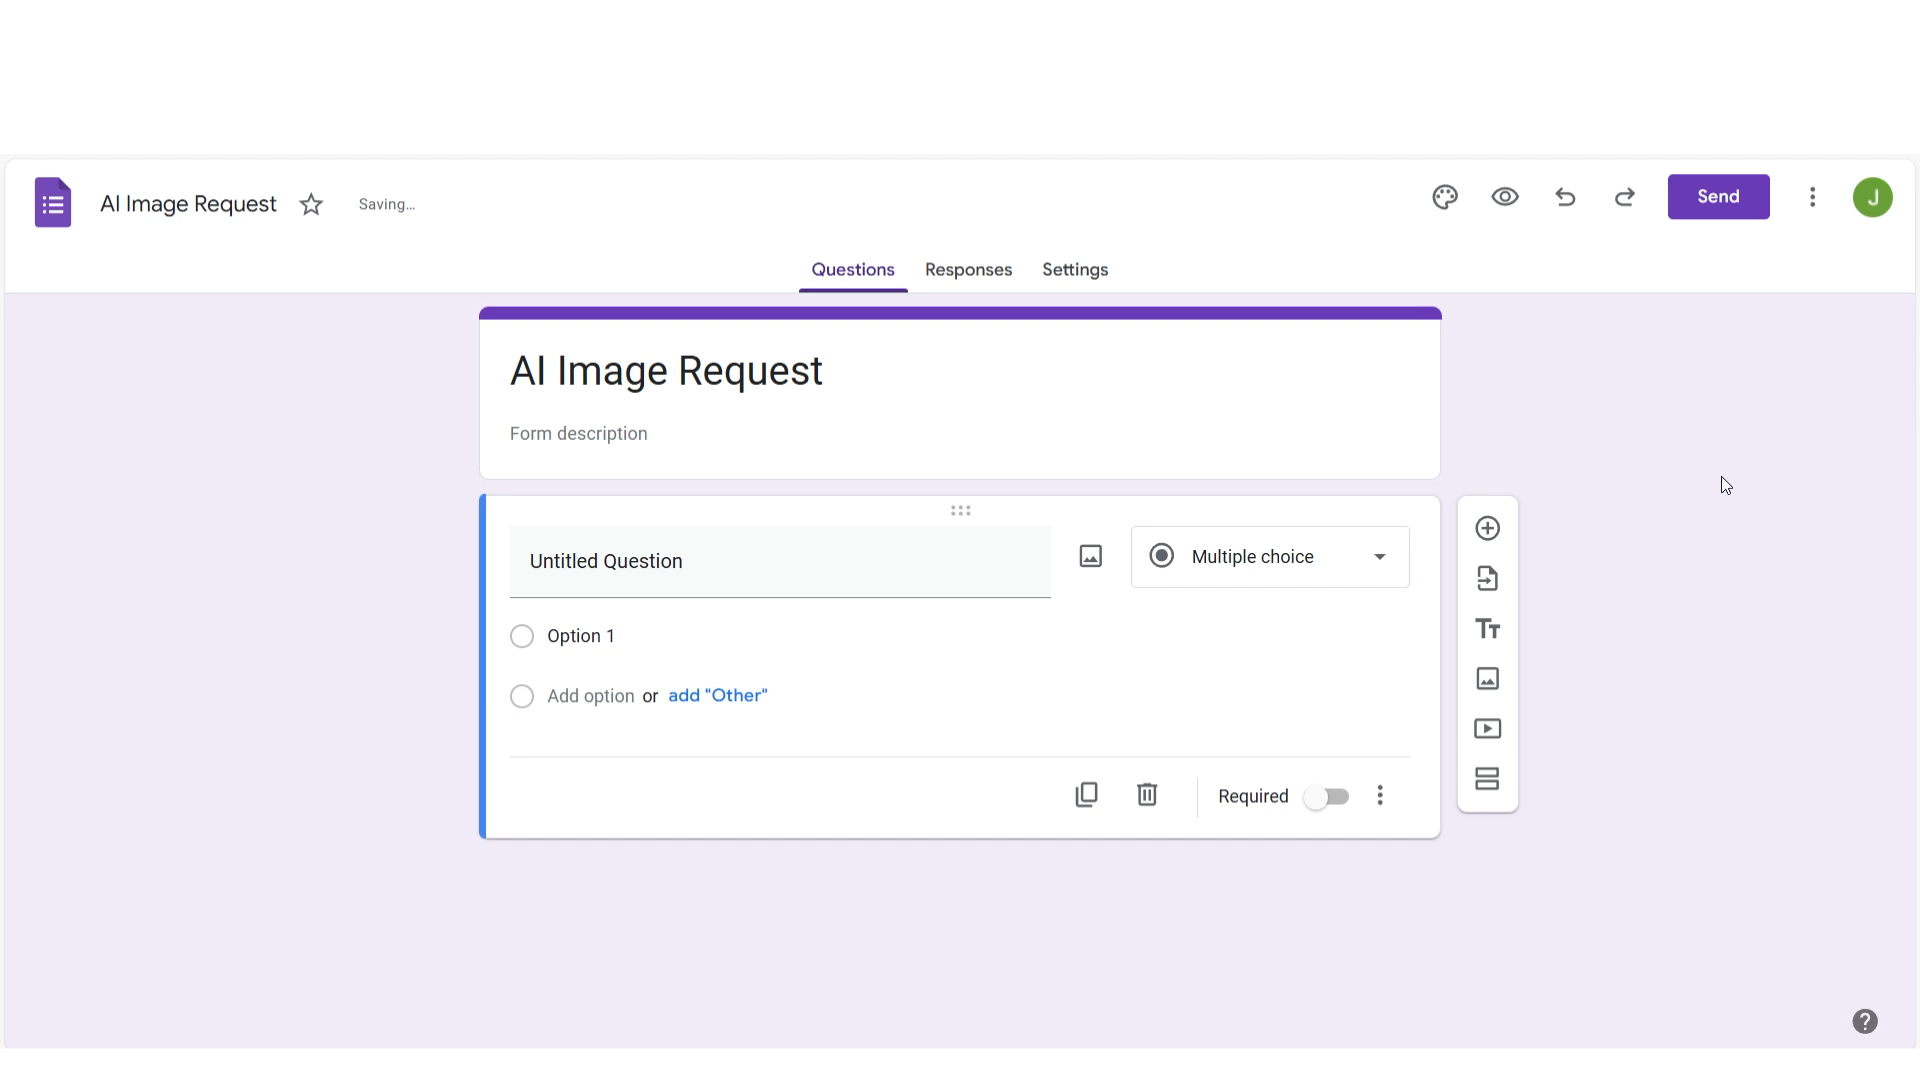 AI Image Request
Saving...
Send
J
Questions Responses Settings
AI Image Request
Form description
Untitled Question
Multiple choice
Option 1
Add option or add "Other"
Required